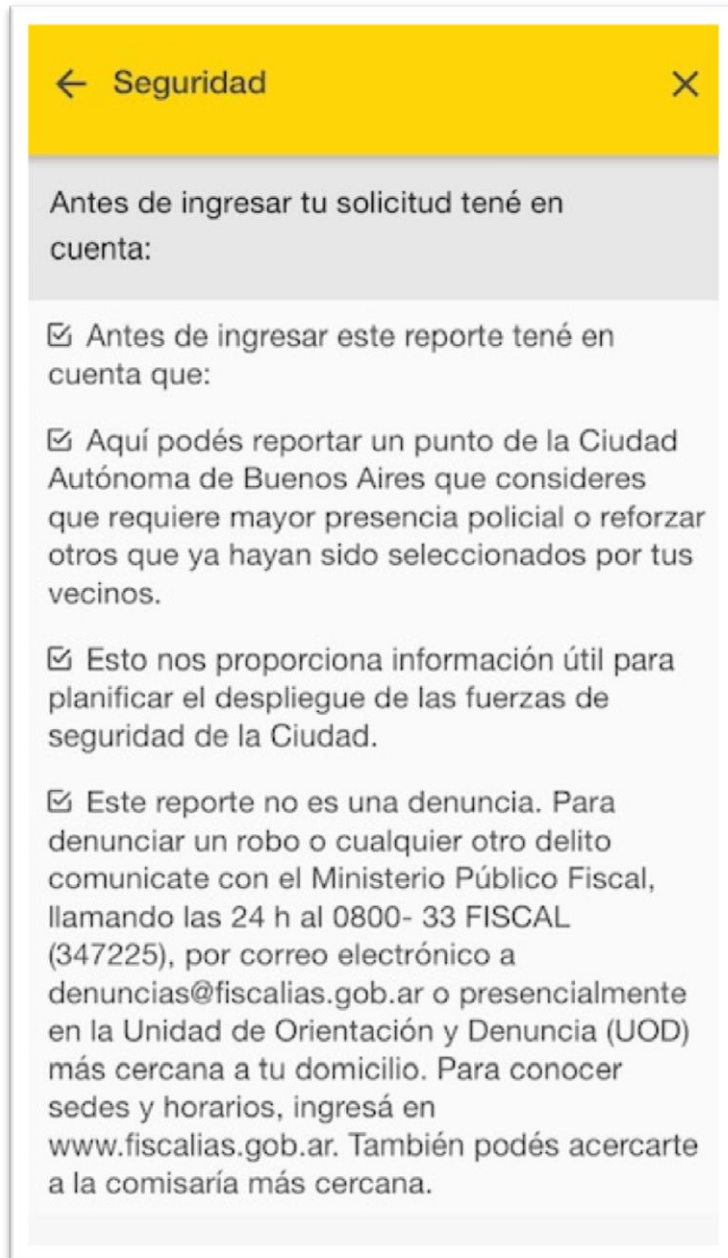 Seguridad
Antes de ingresar tu solicitud tené en
cuenta:
Antes de ingresar este reporte tené en
cuenta que:
Aquí podés reportar un punto de la Ciudad
Autónoma de Buenos Aires que consideres
que requiere mayor presencia policial o reforzar
otros que ya hayan sido seleccionados por tus
vecinos.
Esto nos proporciona información útil para
planificar el despliegue de las fuerzas de
seguridad de la Ciudad.
Este reporte no es una denuncia. Para
denunciar un robo o cualquier otro delito
comunicate con el Ministerio Público Fiscal,
llamando las 24 h al 0800- 33 FISCAL
(347225), por correo electrónico a
denuncias@fiscalias.gob.ar o presencialmente
en la Unidad de Orientación y Denuncia (UOD)
más cercana a tu domicilio. Para conocer
sedes y horarios, ingresá en
www.fiscalias.gob.ar. También podés acercarte
a la comisaría más cercana.